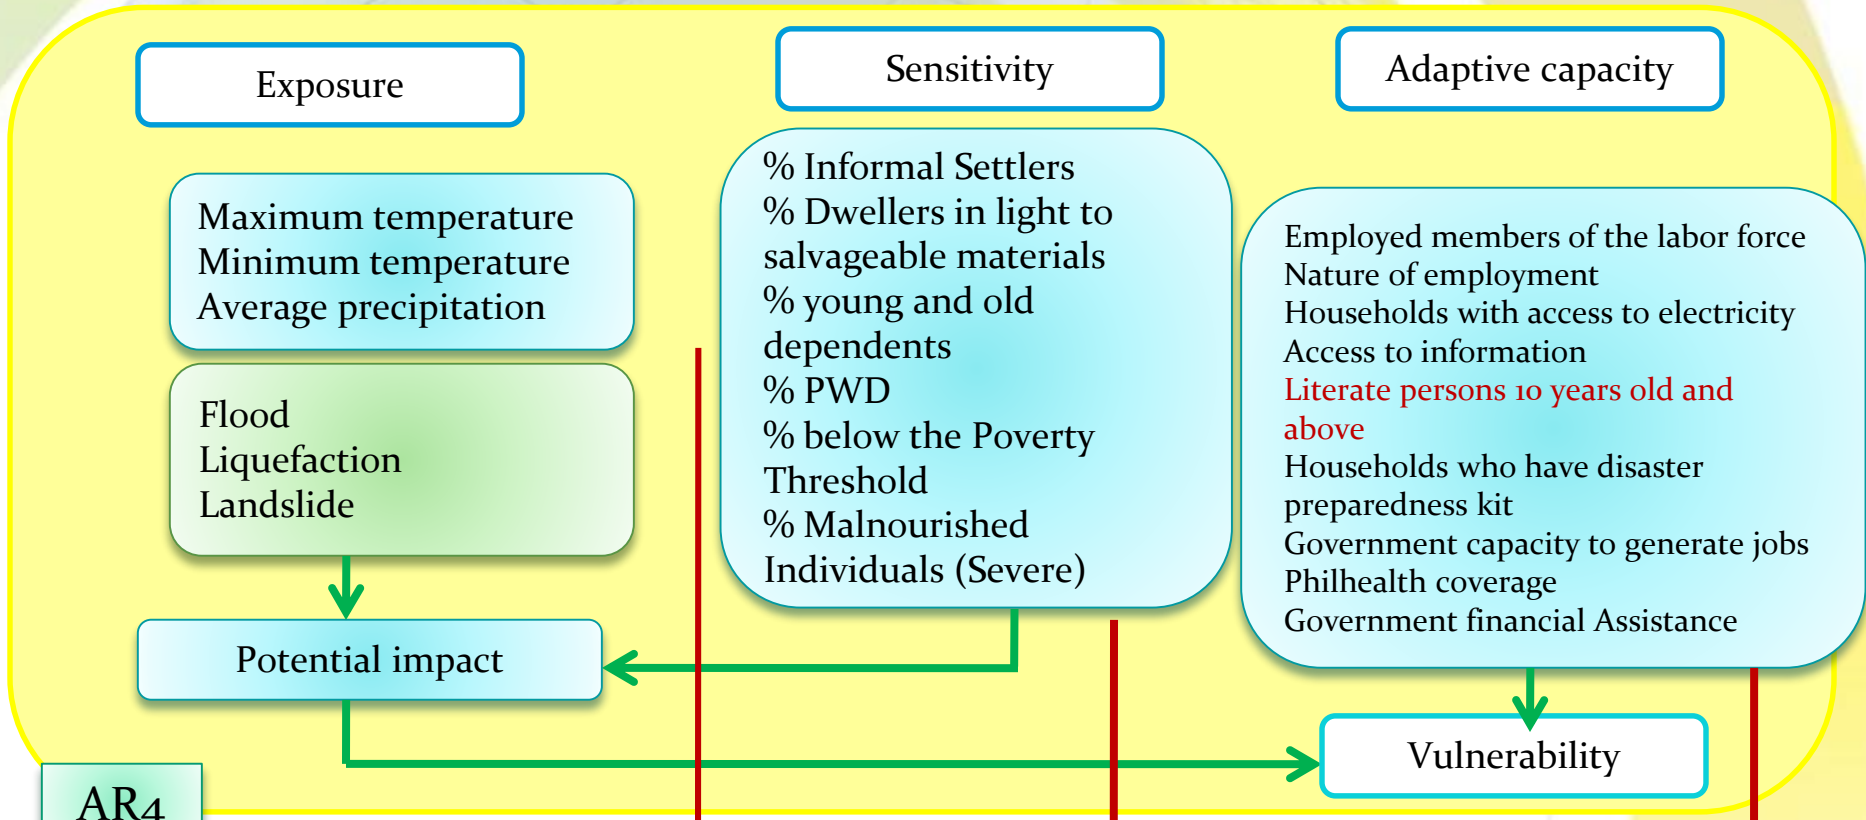 Exposure
Sensitivity
Adaptive capacity
Maximum temperature
Minimum temperature
Average precipitation
Flood
Liquefaction
Landslide
Potential impact
% Informal Settlers
% Dwellers in light to
salvageable materials
% young and old
dependents
% PWD
% below the Poverty
Threshold
% Malnourished
Individuals (Severe)
Employed members of the labor force
Nature of employment
Households with access to electricity
Access to information
Literate persons 10 years old and
above
Households who have disaster
preparedness kit
Government capacity to generate jobs
Philhealth coverage
Government financial Assistance
Vulnerability
AR4